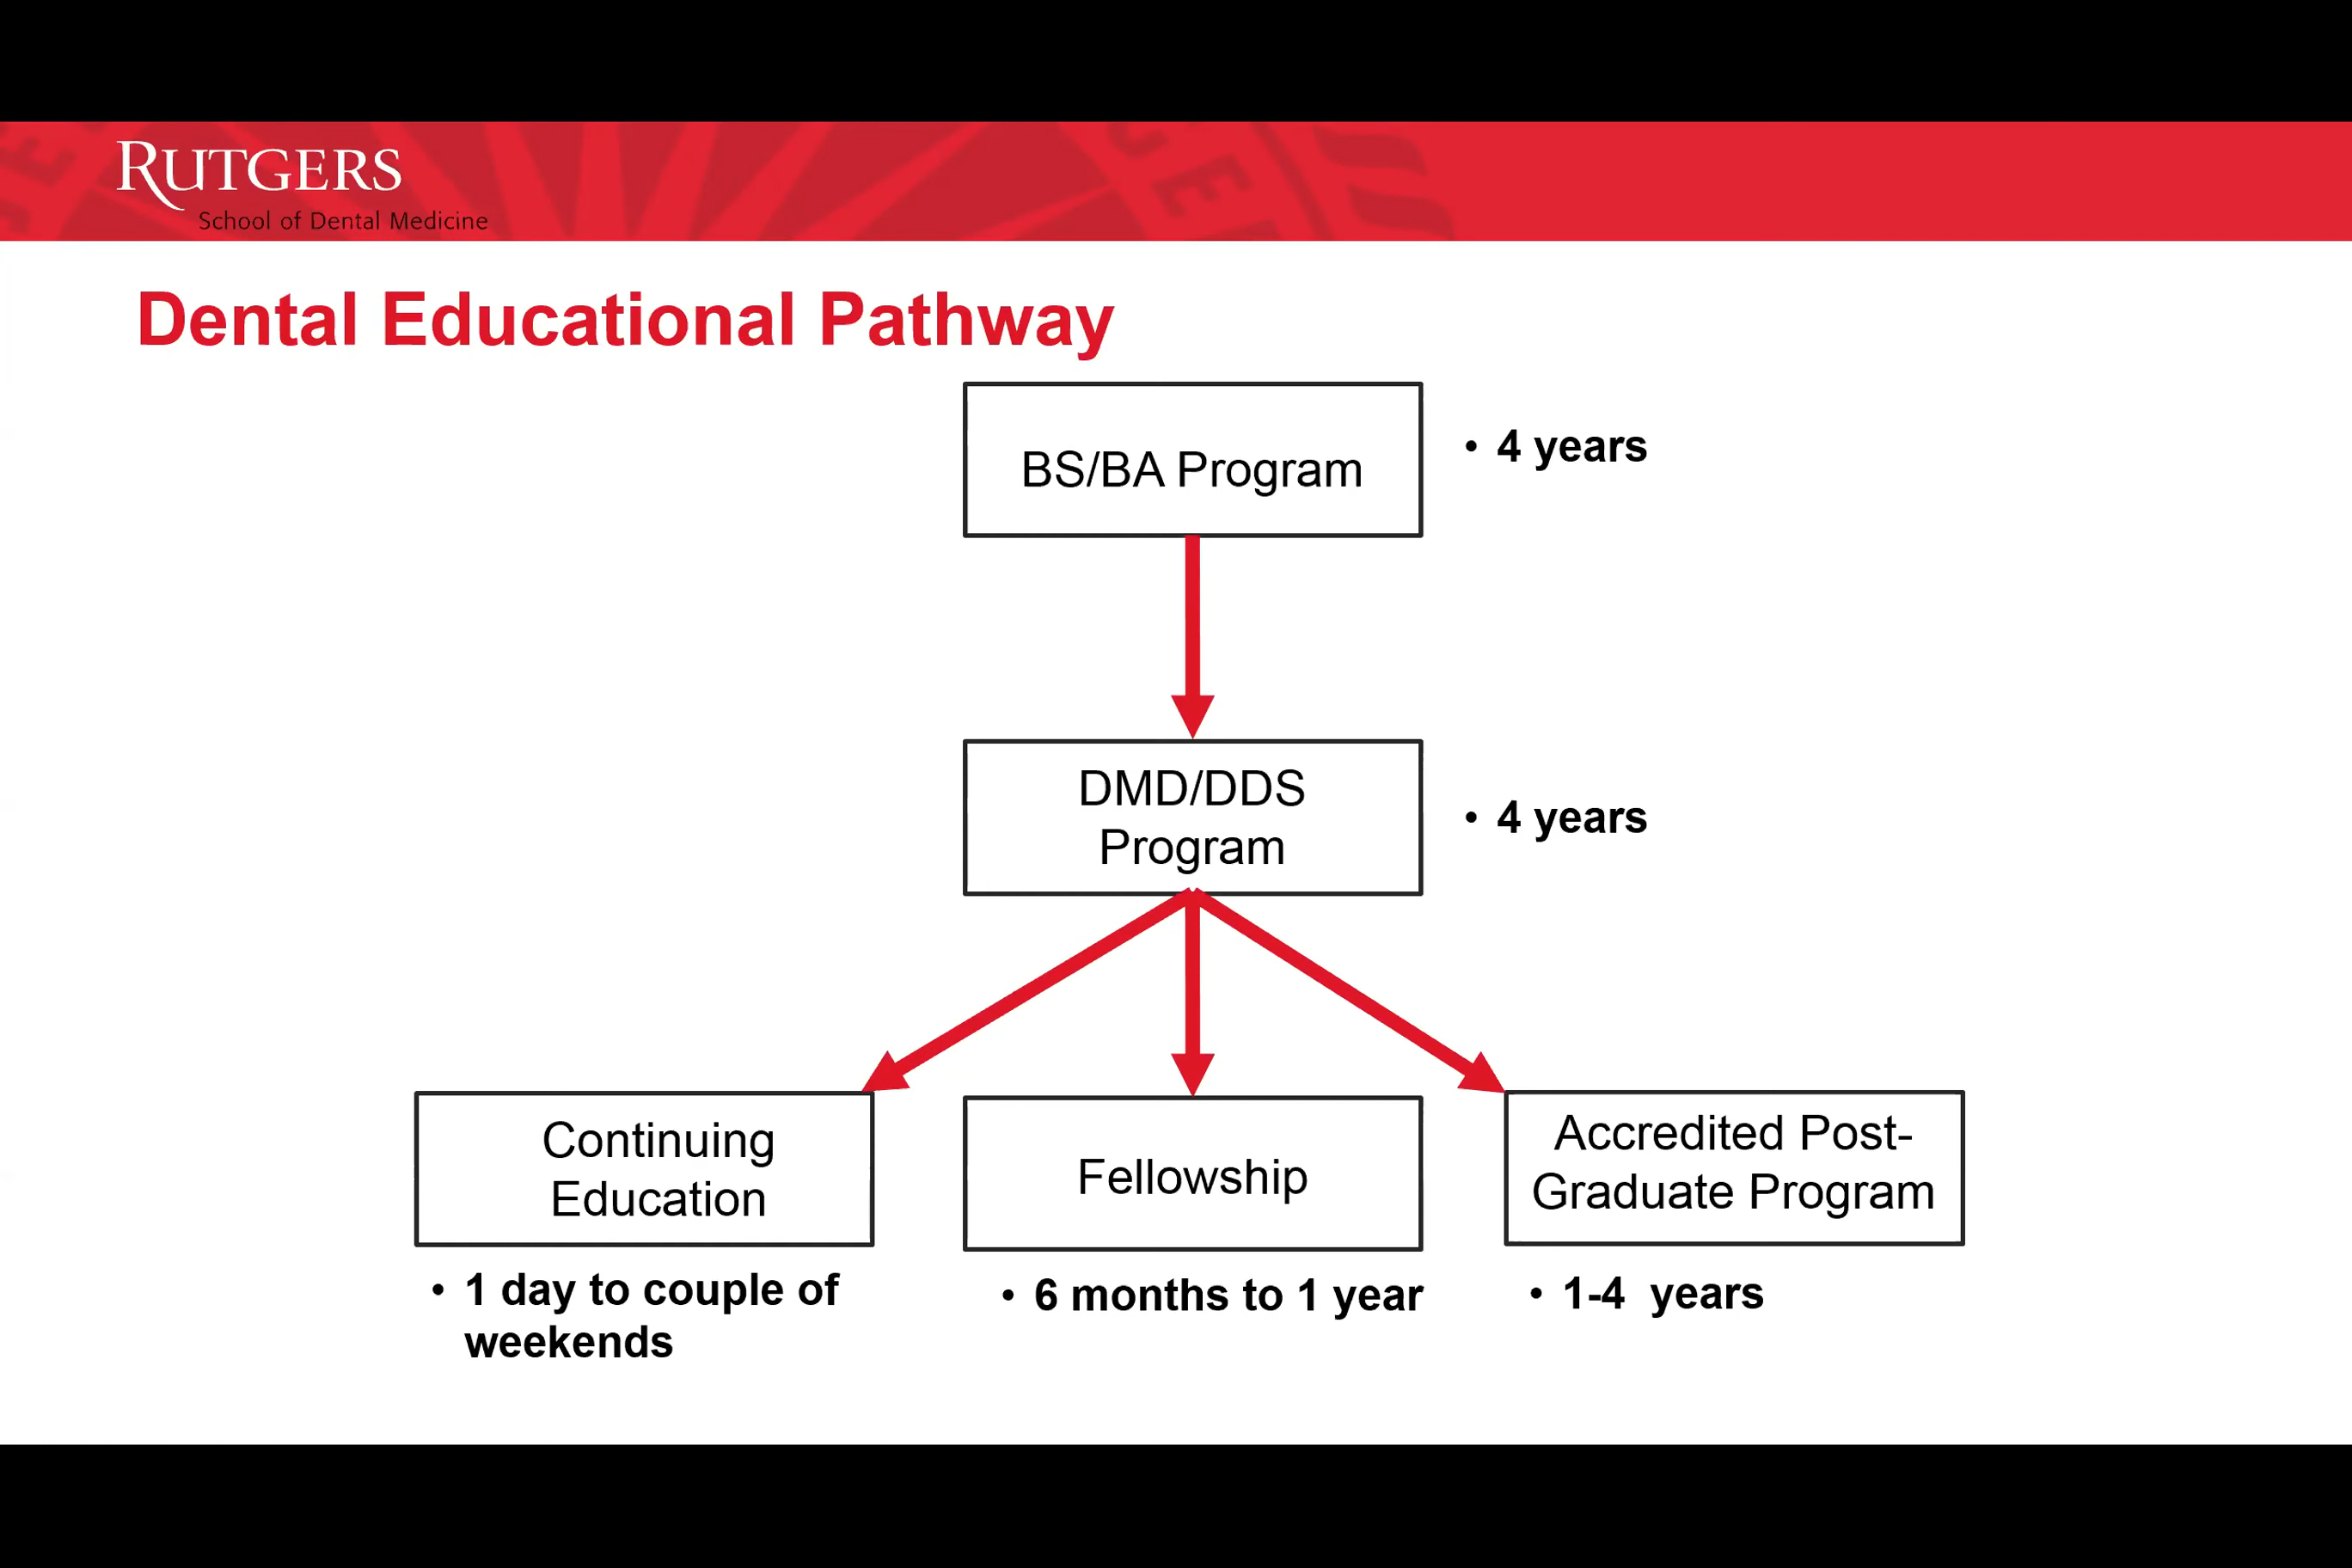 RUTGERS
School of Dental Medicine
Dental Educational Pathway
BS/BA Program
• 4 years
DMD/DDS
Program
• 4 years
Continuing
Education
• 1 day to couple of
weekends
Fellowship
• 6 months to 1 year
Accredited Post-
Graduate Program
• 1-4 years